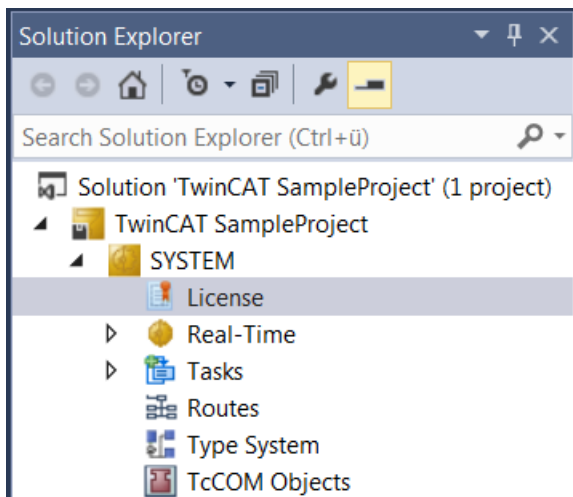 Solution Explorer
Search Solution Explorer (Ctrl+ü)
Solution 'TwinCAT SampleProject' (1 project)
TwinCAT SampleProject
SYSTEM
License
Real-Time
Tasks
Routes
Type System
TcCOM Objects